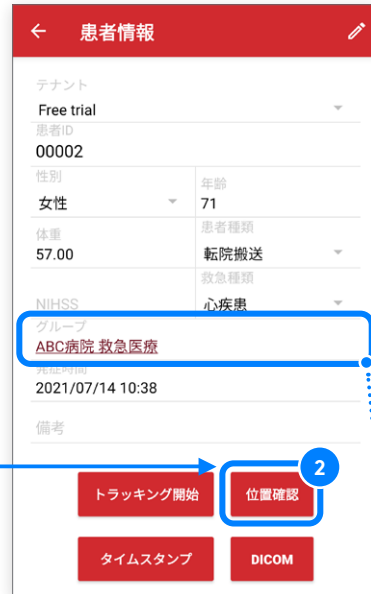 患者情報
テナント
Free trial
患者ID
00002
性別
女性
年齢
71
体重
57.00
患者種類
転院搬送
NIHSS
救急種類
心疾患
グループ
ABC病院 救急医療
発症時間
2021/07/14 10:38
備考
2
トラッキング開始 位置確認
タイムスタンプ DICOM